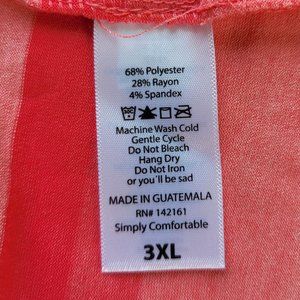 68% Polyester
28% Rayon
4% Spandex
Machine Wash Cold
Gentle Cycle
Do Not Bleach
Hang Dry
Do Not Iron
or you'll be sad
MADE IN GUATEMALA
RN# 142161
Simply Comfortable
3XL